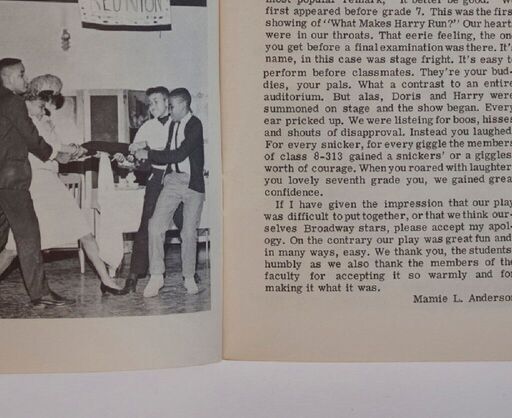 REUNION
most popular remark, "It better be good." We
first appeared before grade 7. This was the first
showing of "What Makes Harry Run?" Our heart
were in our throats. That eerie feeling, the one
you get before a final examination was there. It's
name, in this case was stage fright. It's easy to
perform before classmates. They're your bud-
dies, your pals. What a contrast to an entire
auditorium. But alas, Doris and Harry were
summoned on stage and the show began. Every
ear pricked up. We were listeing for boos, hisses
and shouts of disapproval. Instead you laughed
For every snicker, for every giggle the members
of class 8-313 gained a snickers' or a giggles
worth of courage. When you roared with laughter
you lovely seventh grade you, we gained grea
confidence.
If I have given the impression that our play
was difficult to put together, or that we think our-
selves Broadway stars, please accept my apol-
ogy. On the contrary our play was great fun and
in many ways, easy. We thank you, the students
humbly as we also thank the members of the
faculty for accepting it so warmly and for
making it what it was.
Mamie L. Anderson